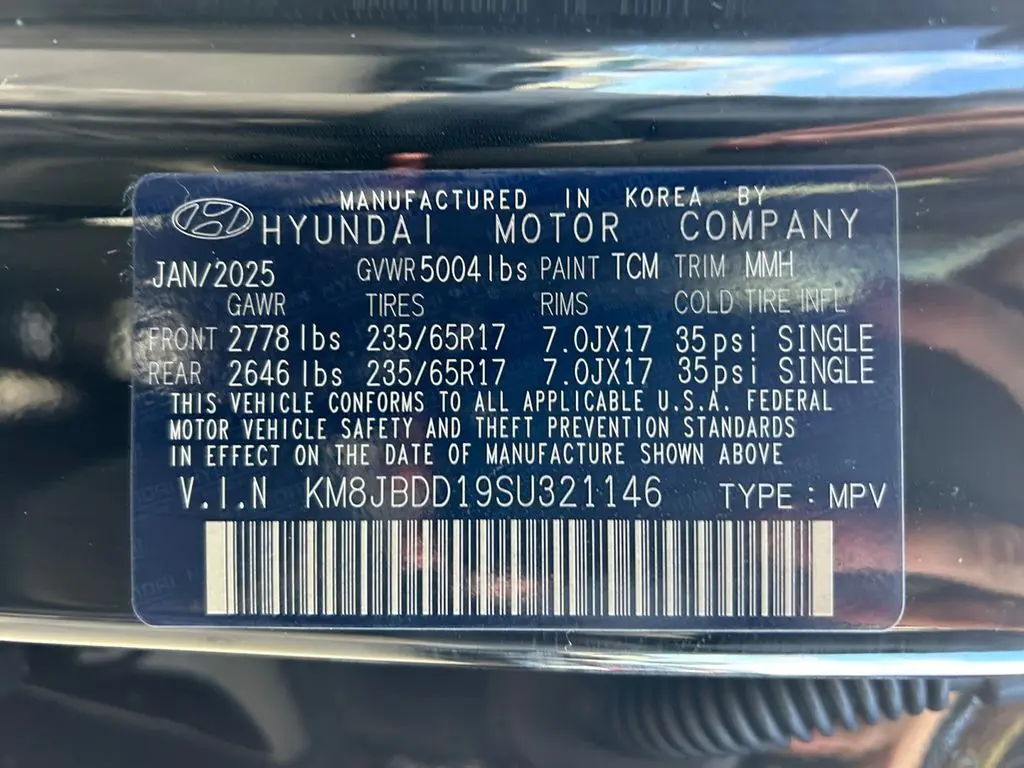 MANUFACTURED IN KOREA BY
HYUNDAI MOTOR COMPANY
JAN/2025 GVWR 5004lbs PAINT TCM TRIM MMH
GAWR TIRES RIMS COLD TIRE INFL
FRONT 2778 lbs 235/65R17 7.0JX17 35psi SINGLE
REAR 2646 lbs 235/65R17 7.0JX17 35psi SINGLE
THIS VEHICLE CONFORMS TO ALL APPLICABLE U.S.A. FEDERAL
MOTOR VEHICLE SAFETY AND THEFT PREVENTION STANDARDS
IN EFFECT ON THE DATE OF MANUFACTURE SHOWN ABOVE
V.I.N KM8JBDD19SU321146 TYPE : MPV